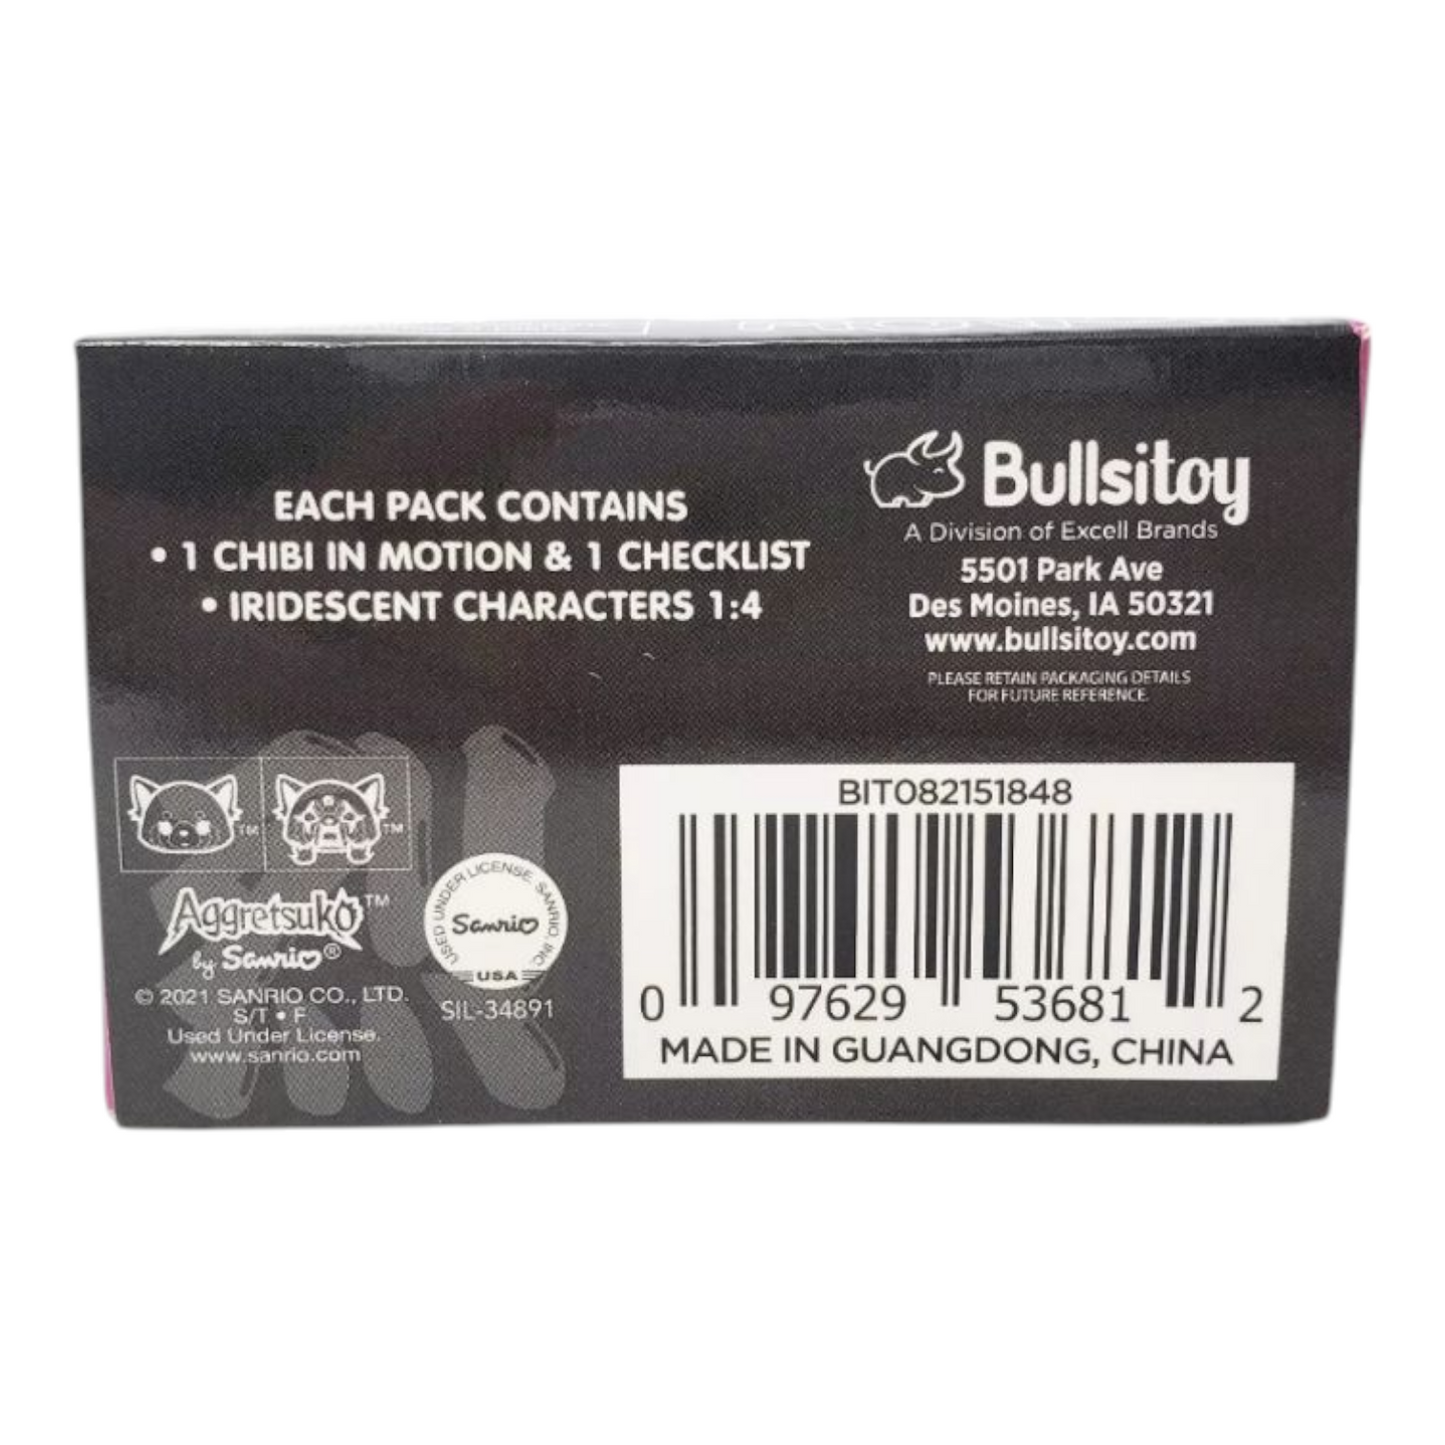 EACH PACK CONTAINS
• 1 CHIBI IN MOTION & 1 CHECKLIST
• IRIDESCENT CHARACTERS 1:4
Bullsitoy
A Division of Excell Brands
5501 Park Ave
Des Moines, IA 50321
www.bullsitoy.com
PLEASE RETAIN PACKAGING DETAILS
FOR FUTURE REFERENCE.
TM
TM
Aggretsuko™
by Sanrio®
© 2021 SANRIO CO., LTD.
S/T • F
Used Under License.
www.sanrio.com
USED UNDER LICENSE. SANRIO, INC.
Sanrio
USA
SIL-34891
BIT082151848
0 97629 53681 2
MADE IN GUANGDONG, CHINA